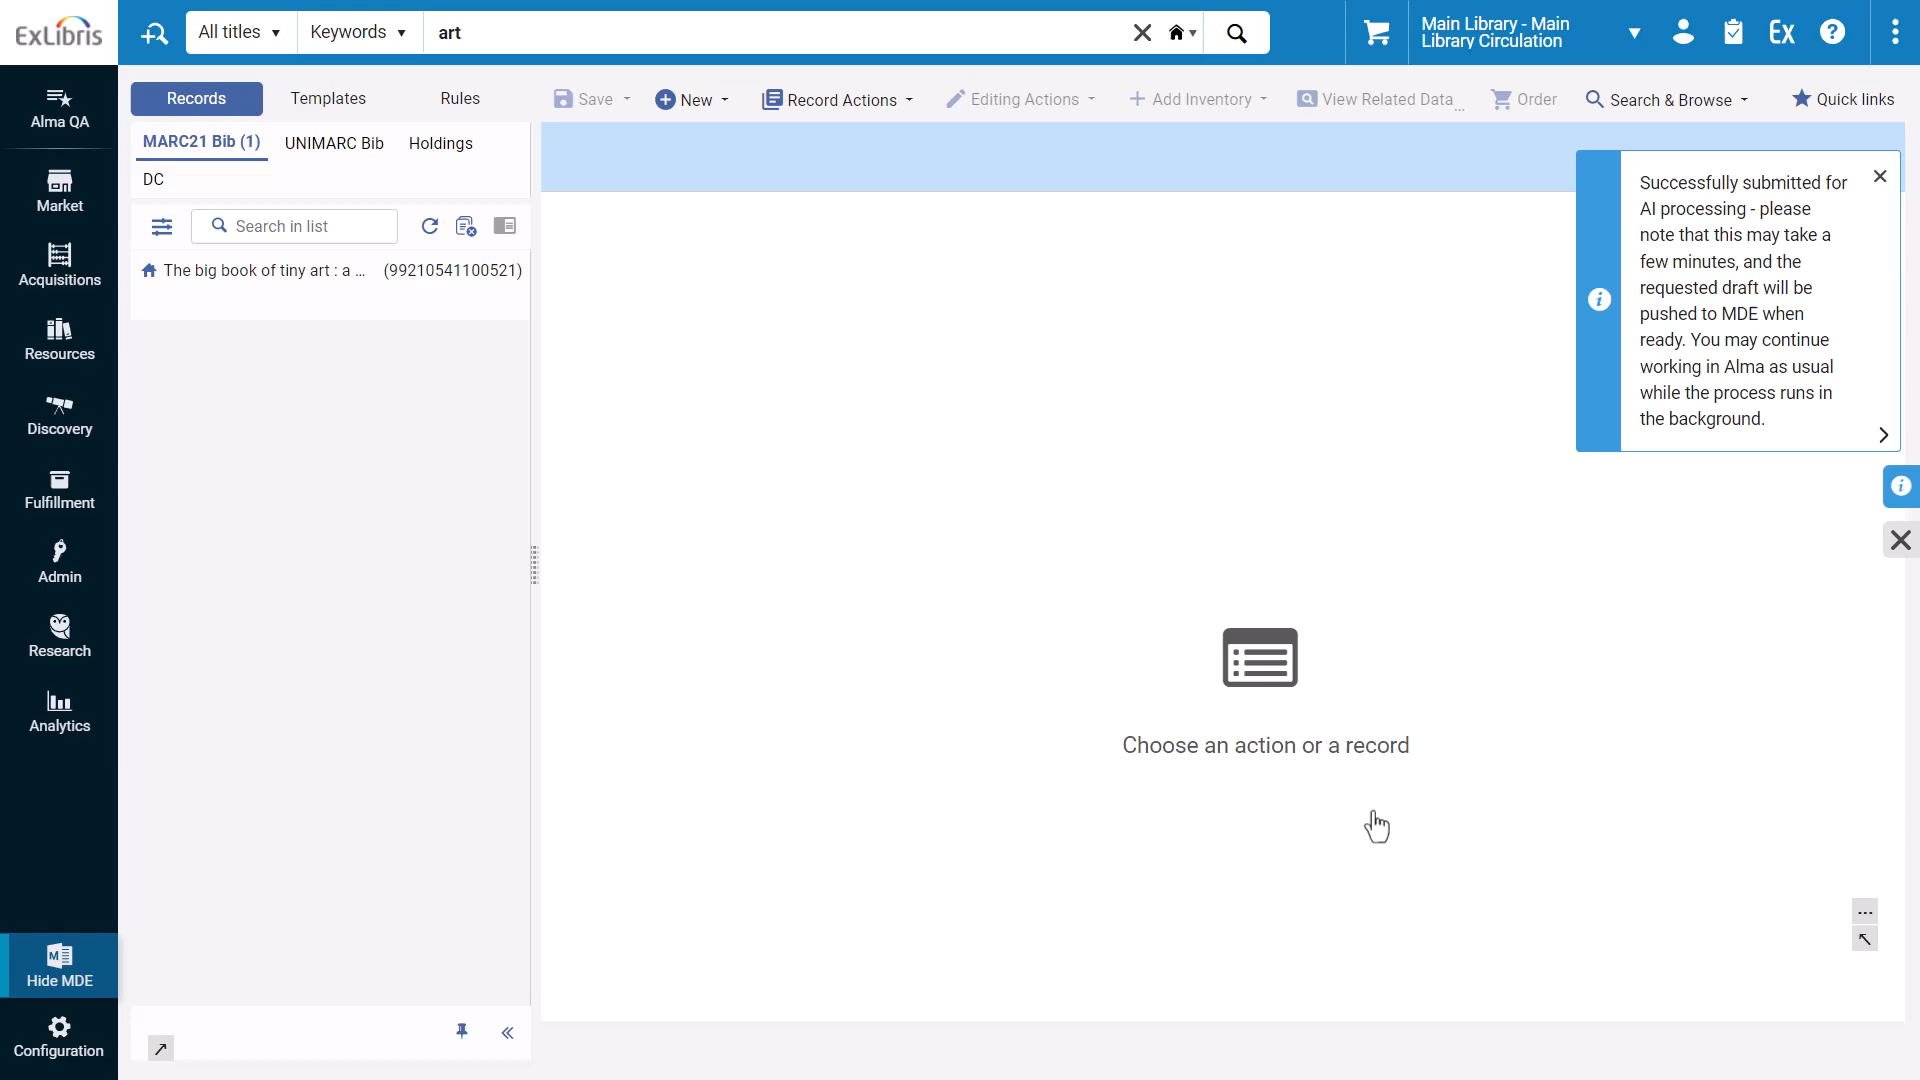 ExLibris
All titles
Keywords
art
Main Library - Main
Library Circulation
Ex
Alma QA
Market
Acquisitions
Resources
Discovery
Fulfillment
Admin
Research
Analytics
Hide MDE
Configuration
Records
Templates
Rules
Save
New
Record Actions
Editing Actions
Add Inventory
View Related Data...
Order
Search & Browse
Quick links
MARC21 Bib (1)
UNIMARC Bib
Holdings
DC
Search in list
The big book of tiny art : a ... (99210541100521)
Successfully submitted for
AI processing - please
note that this may take a
few minutes, and the
requested draft will be
pushed to MDE when
ready. You may continue
working in Alma as usual
while the process runs in
the background.
Choose an action or a record